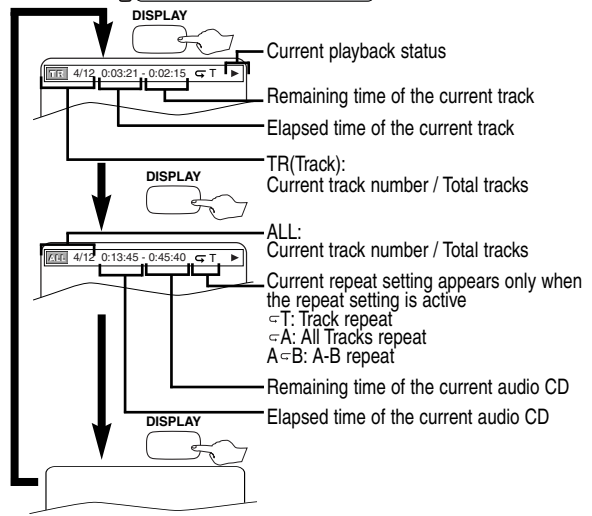 DISPLAY
TR 4/12 0:03:21 - 0:02:15 T ►
Current playback status
Remaining time of the current track
Elapsed time of the current track
TR(Track):
Current track number / Total tracks
DISPLAY
ALL 4/12 0:13:45 - 0:45:40 T ►
ALL:
Current track number / Total tracks
Current repeat setting appears only when
the repeat setting is active
T: Track repeat
A: All Tracks repeat
A B: A-B repeat
Remaining time of the current audio CD
Elapsed time of the current audio CD
DISPLAY